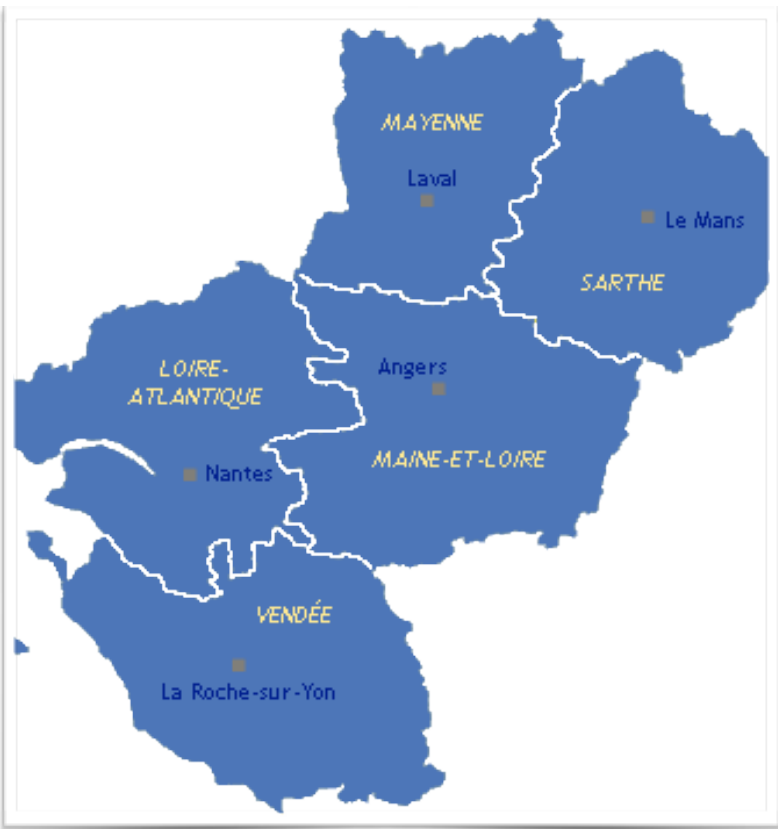 MAYENNE
Laval
Le Mans
SARTHE
LOIRE-
ATLANTIQUE
Angers
MAINE-ET-LOIRE
Nantes
VENDÉE
La Roche-sur-Yon